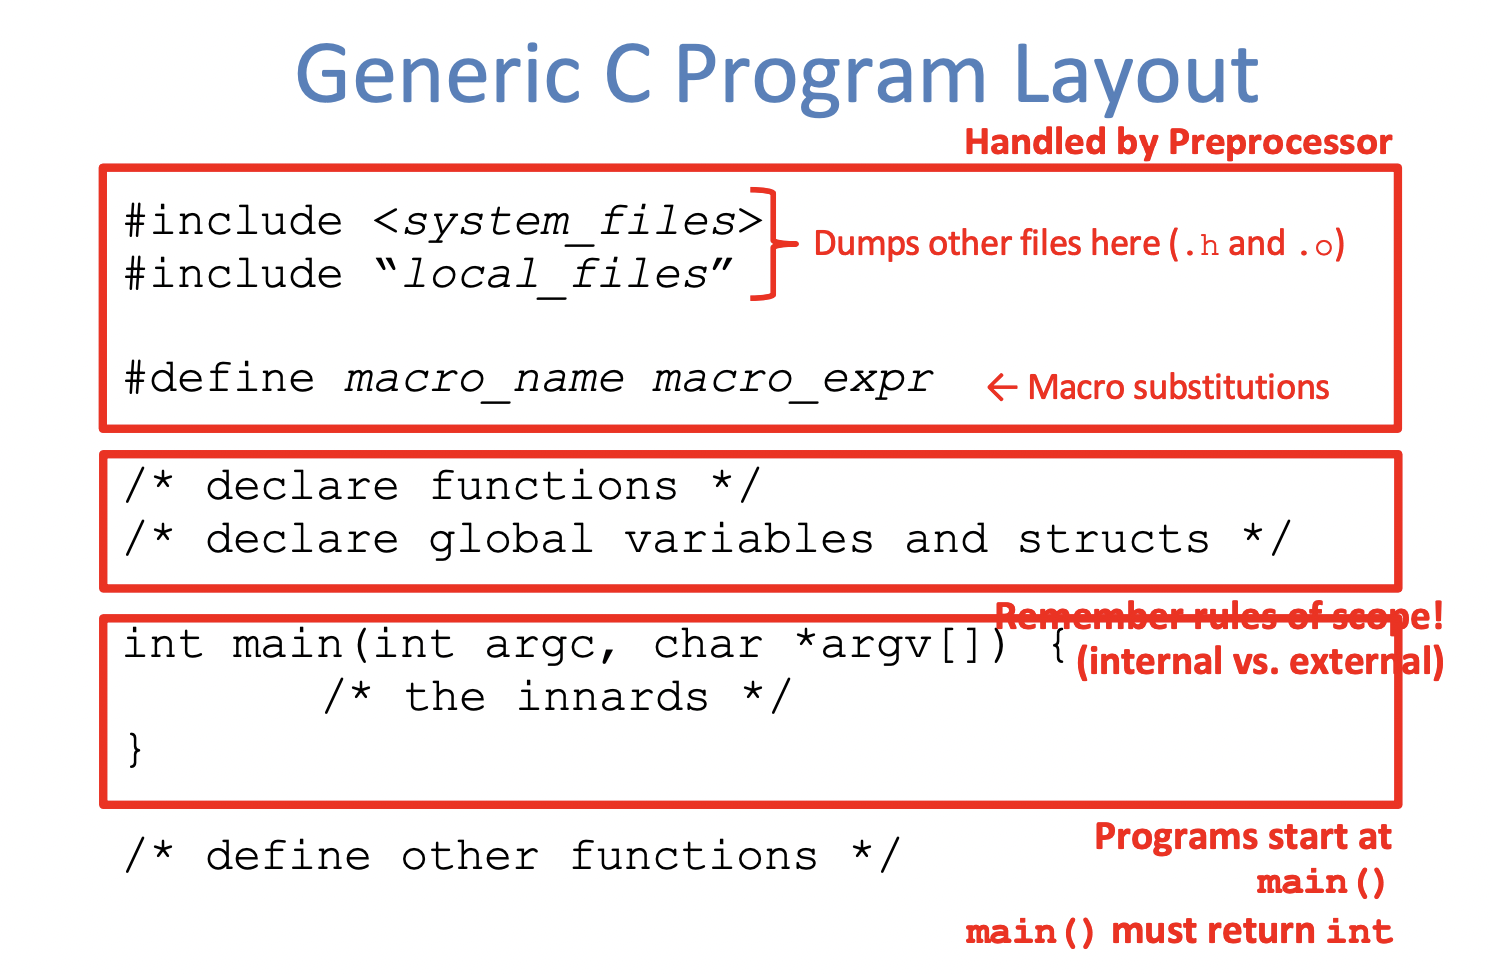 Generic C Program Layout
Handled by Preprocessor
#include <system_files>
#include “local_files”
Dumps other files here (.h and .o)
#define macro_name macro_expr
← Macro substitutions
/* declare functions */
/* declare global variables and structs */
Remember rules of scope!
(internal vs. external)
int main(int argc, char *argv[]) {
/* the innards */
}
/* define other functions */
Programs start at
main()
main() must return int